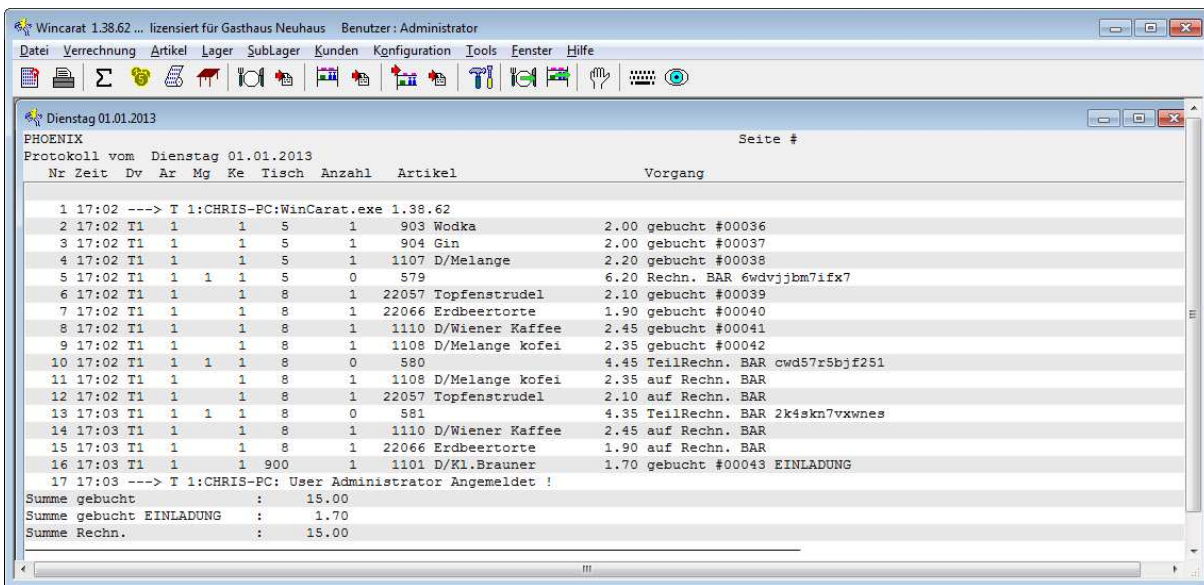 Wincarat 1.38.62 ... lizensiert für Gasthaus Neuhaus Benutzer : Administrator
Datei Verrechnung Artikel Lager SubLager Kunden Konfiguration Tools Fenster Hilfe
Dienstag 01.01.2013
PHOENIX Seite #
Protokoll vom Dienstag 01.01.2013
Nr Zeit Dv Ar Mg Ke Tisch Anzahl Artikel Vorgang
1 17:02 ---> T 1:CHRIS-PC:WinCarat.exe 1.38.62
2 17:02 T1 1 1 5 1 903 Wodka 2.00 gebucht #00036
3 17:02 T1 1 1 5 1 904 Gin 2.00 gebucht #00037
4 17:02 T1 1 1 5 1 1107 D/Melange 2.20 gebucht #00038
5 17:02 T1 1 1 1 5 0 579 6.20 Rechn. BAR 6wdvjjbm7ifx7
6 17:02 T1 1 1 8 1 22057 Topfenstrudel 2.10 gebucht #00039
7 17:02 T1 1 1 8 1 22066 Erdbeertorte 1.90 gebucht #00040
8 17:02 T1 1 1 8 1 1110 D/Wiener Kaffee 2.45 gebucht #00041
9 17:02 T1 1 1 8 1 1108 D/Melange kofei 2.35 gebucht #00042
10 17:02 T1 1 1 1 8 0 580 4.45 TeilRechn. BAR cwd57r5bjf251
11 17:02 T1 1 1 8 1 1108 D/Melange kofei 2.35 auf Rechn. BAR
12 17:02 T1 1 1 8 1 22057 Topfenstrudel 2.10 auf Rechn. BAR
13 17:03 T1 1 1 1 8 0 581 4.35 TeilRechn. BAR 2k4skn7vxwnes
14 17:03 T1 1 1 8 1 1110 D/Wiener Kaffee 2.45 auf Rechn. BAR
15 17:03 T1 1 1 8 1 22066 Erdbeertorte 1.90 auf Rechn. BAR
16 17:03 T1 1 1 900 1 1101 D/Kl.Brauner 1.70 gebucht #00043 EINLADUNG
17 17:03 ---> T 1:CHRIS-PC: User Administrator Angemeldet !
Summe gebucht : 15.00
Summe gebucht EINLADUNG : 1.70
Summe Rechn. : 15.00